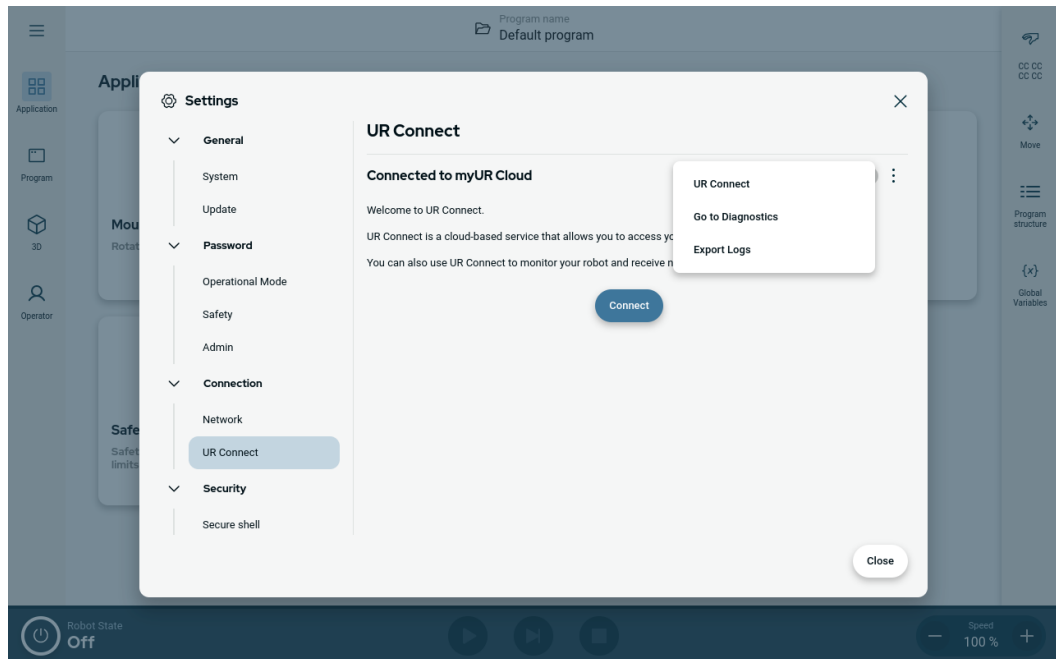 Program name
Default program
Application
Program
3D
Operator
Appli
Mou
Rotat
Safe
Safet
limits
Settings
General
System
Update
Password
Operational Mode
Safety
Admin
Connection
Network
UR Connect
Security
Secure shell
UR Connect
Connected to myUR Cloud
Welcome to UR Connect.
UR Connect is a cloud-based service that allows you to access yo
You can also use UR Connect to monitor your robot and receive n
Connect
UR Connect
Go to Diagnostics
Export Logs
Close
CC CC
CC CC
Move
Program
structure
{x}
Global
Variables
Robot State
Off
Speed
100 %